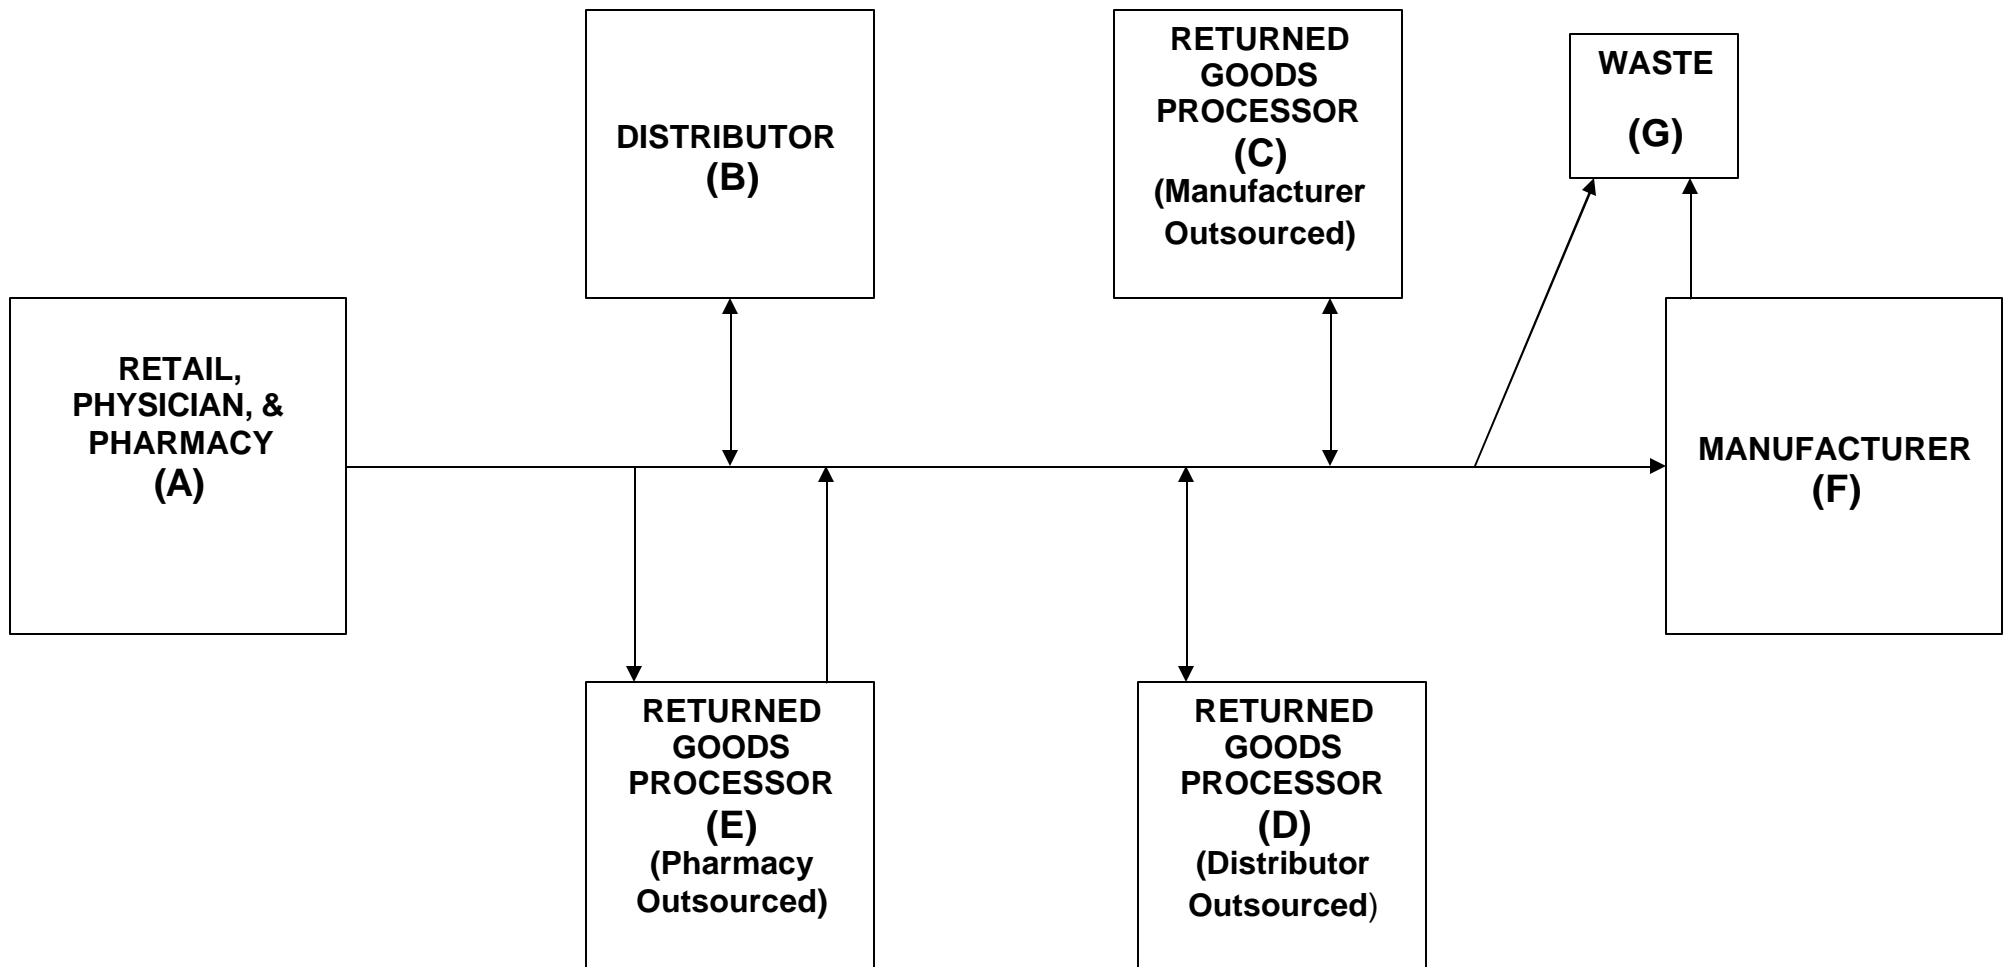 DISTRIBUTOR
(B)
RETURNED
GOODS
PROCESSOR
(C)
(Manufacturer
Outsourced)
WASTE
(G)
RETAIL,
PHYSICIAN, &
PHARMACY
(A)
MANUFACTURER
(F)
RETURNED
GOODS
PROCESSOR
(E)
(Pharmacy
Outsourced)
RETURNED
GOODS
PROCESSOR
(D)
(Distributor
Outsourced)